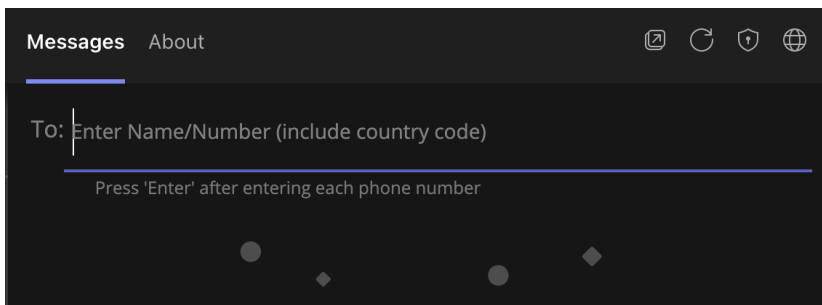 Messages About
To: Enter Name/Number (include country code)
Press 'Enter' after entering each phone number